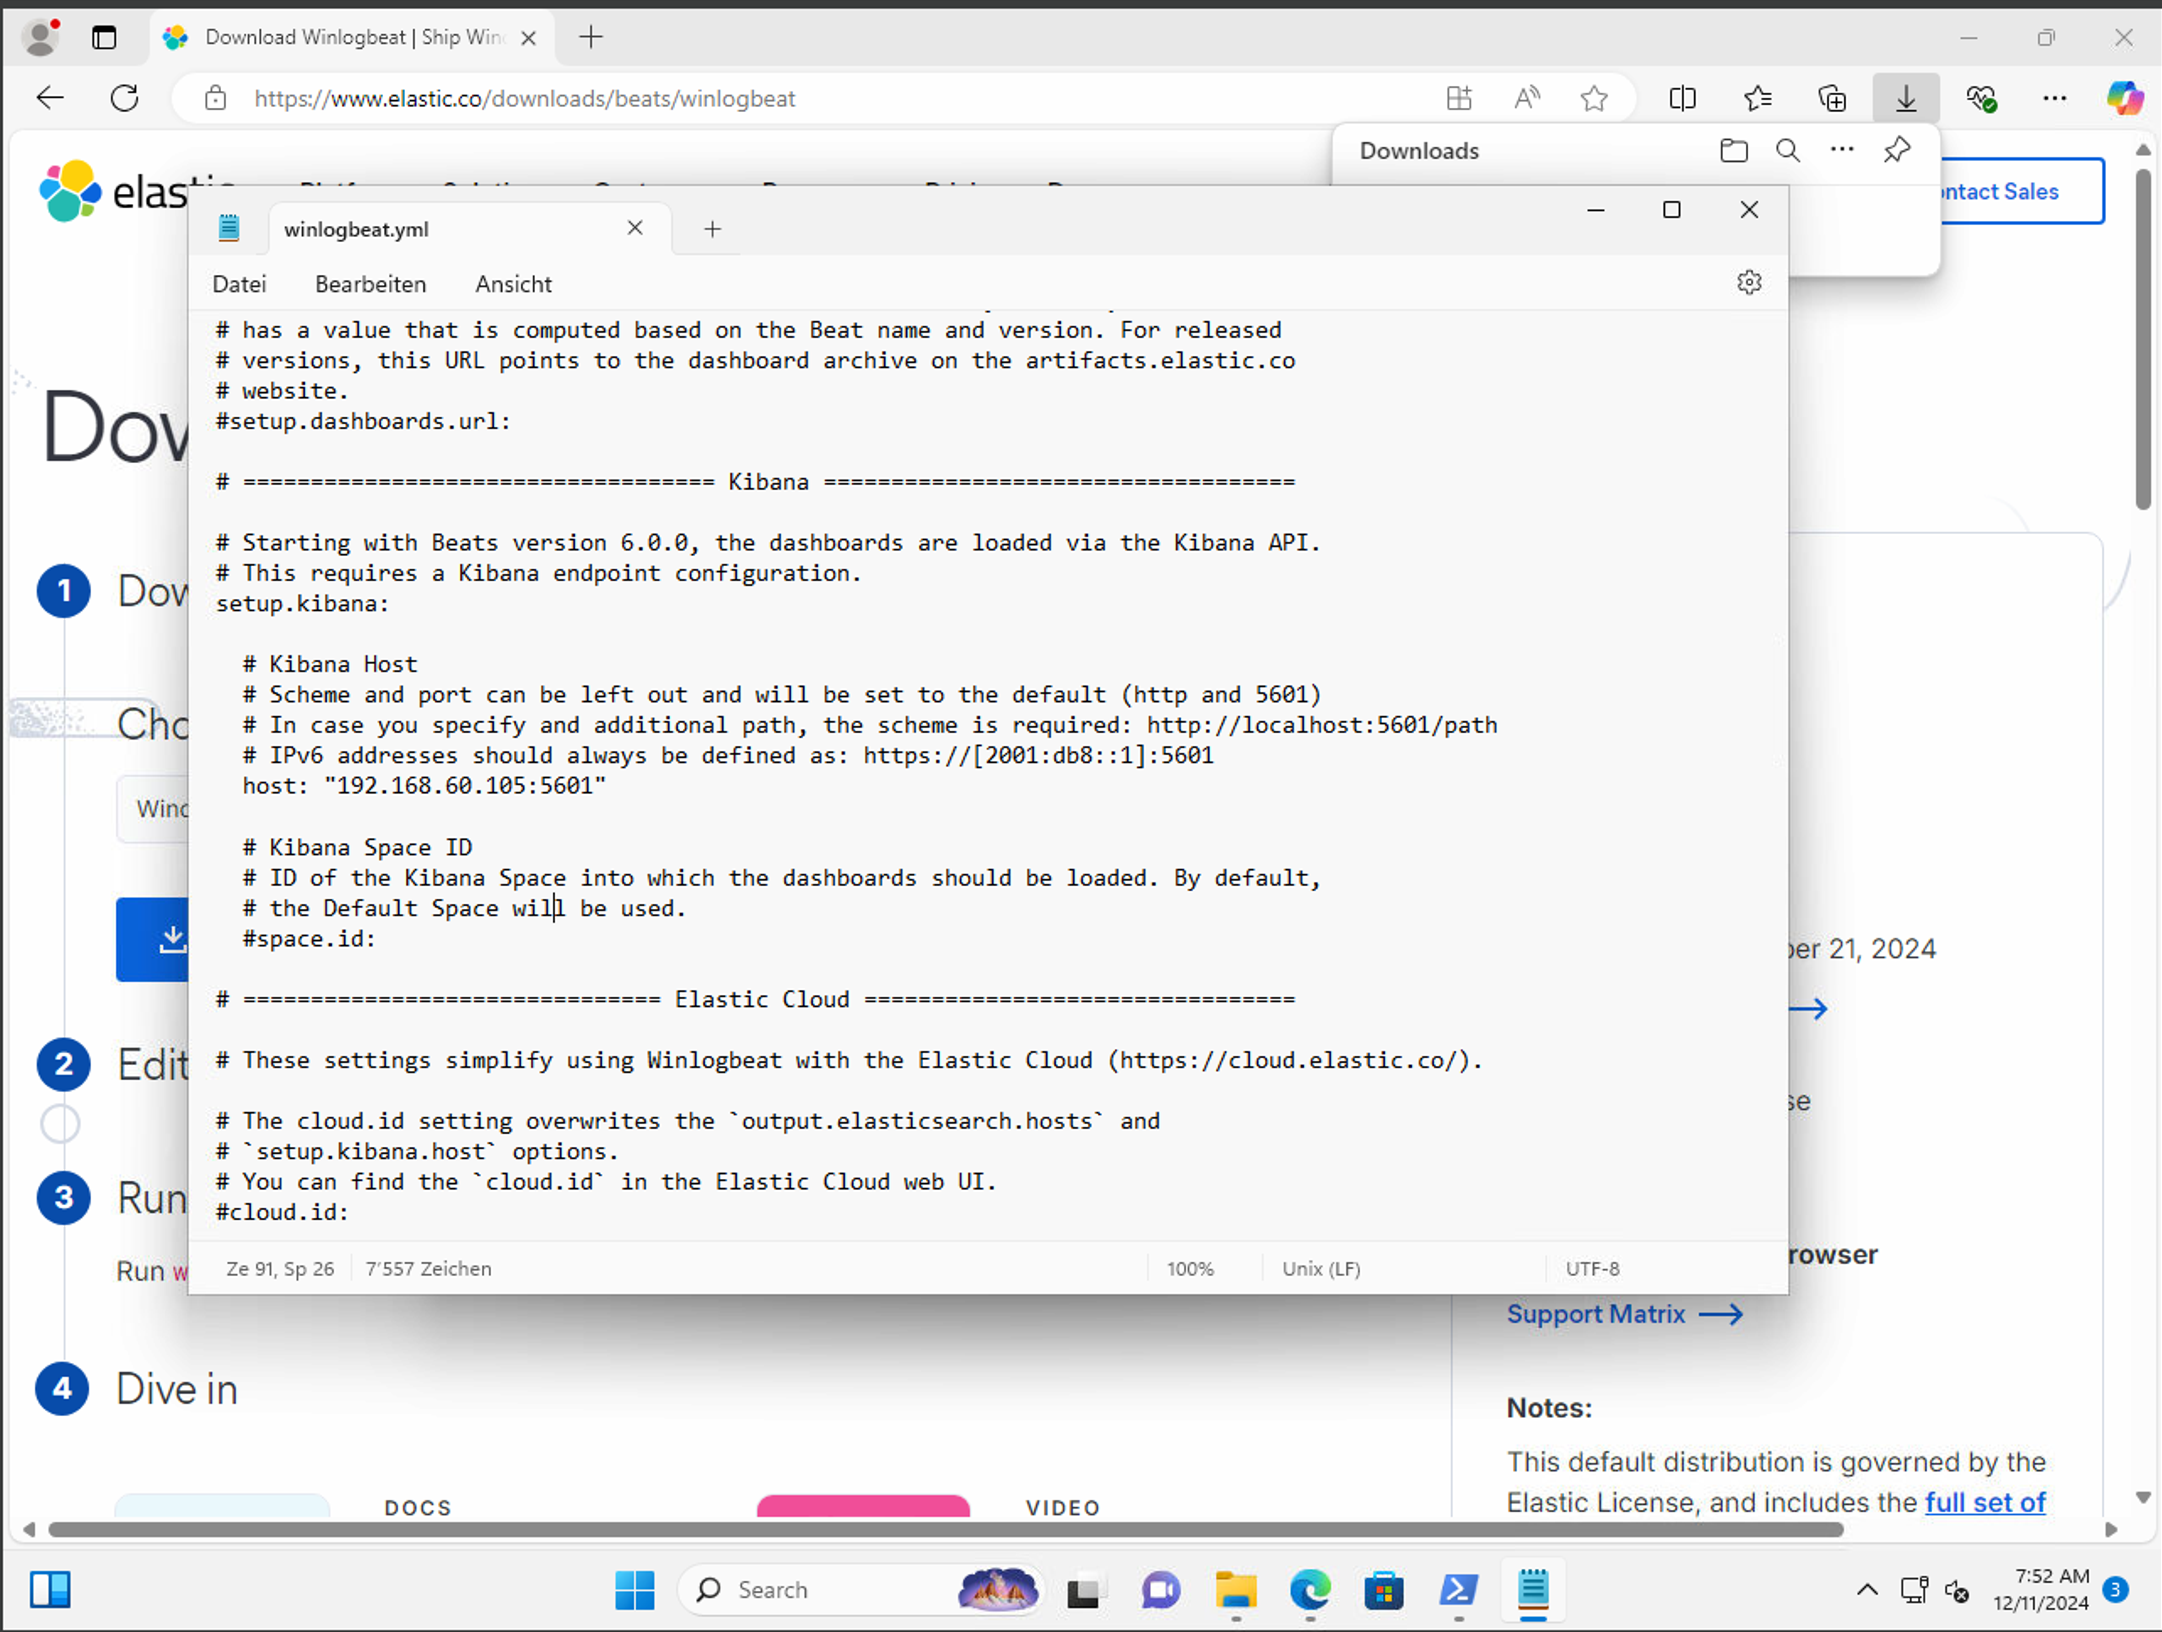 Download Winlogbeat | Ship Win
https://www.elastic.co/downloads/beats/winlogbeat
Downloads
elastic
ntact Sales
winlogbeat.yml
Datei
Bearbeiten
Ansicht
# has a value that is computed based on the Beat name and version. For released
# versions, this URL points to the dashboard archive on the artifacts.elastic.co
# website.
#setup.dashboards.url:
# =================================== Kibana ===================================
# Starting with Beats version 6.0.0, the dashboards are loaded via the Kibana API.
# This requires a Kibana endpoint configuration.
setup.kibana:
# Kibana Host
# Scheme and port can be left out and will be set to the default (http and 5601)
# In case you specify and additional path, the scheme is required: http://localhost:5601/path
# IPv6 addresses should always be defined as: https://[2001:db8::1]:5601
host: "192.168.60.105:5601"
# Kibana Space ID
# ID of the Kibana Space into which the dashboards should be loaded. By default,
# the Default Space will be used.
#space.id:
# =============================== Elastic Cloud ================================
# These settings simplify using Winlogbeat with the Elastic Cloud (https://cloud.elastic.co/).
# The cloud.id setting overwrites the `output.elasticsearch.hosts` and
# `setup.kibana.host` options.
# You can find the `cloud.id` in the Elastic Cloud web UI.
#cloud.id:
Ze 91, Sp 26
7'557 Zeichen
100%
Unix (LF)
UTF-8
Dow
1
Dow
Cho
Wind
2
Edit
3
Run
Run w
4
Dive in
DOCS
VIDEO
ber 21, 2024
se
rowser
Support Matrix
Notes:
This default distribution is governed by the
Elastic License, and includes the full set of
Search
7:52 AM
12/11/2024
3